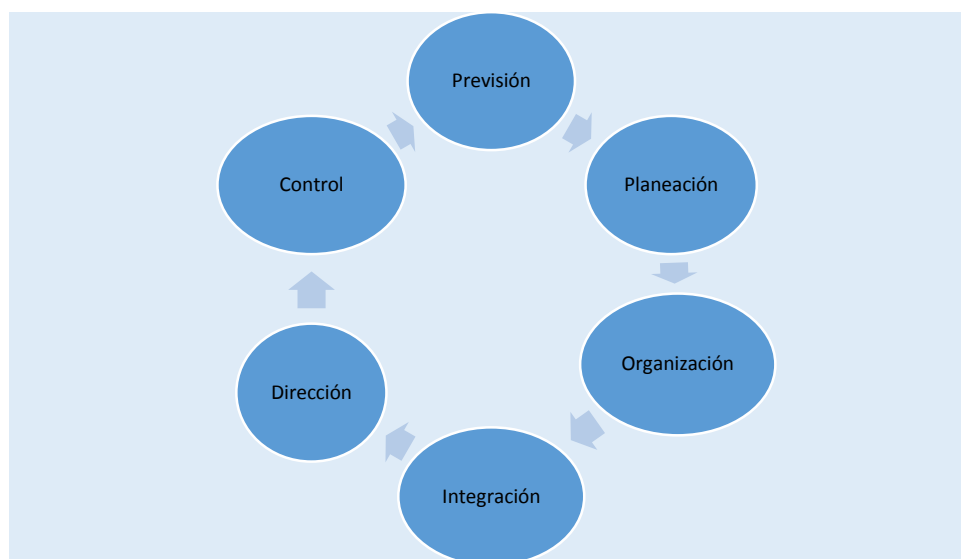 Previsión
Planeación
Organización
Integración
Dirección
Control